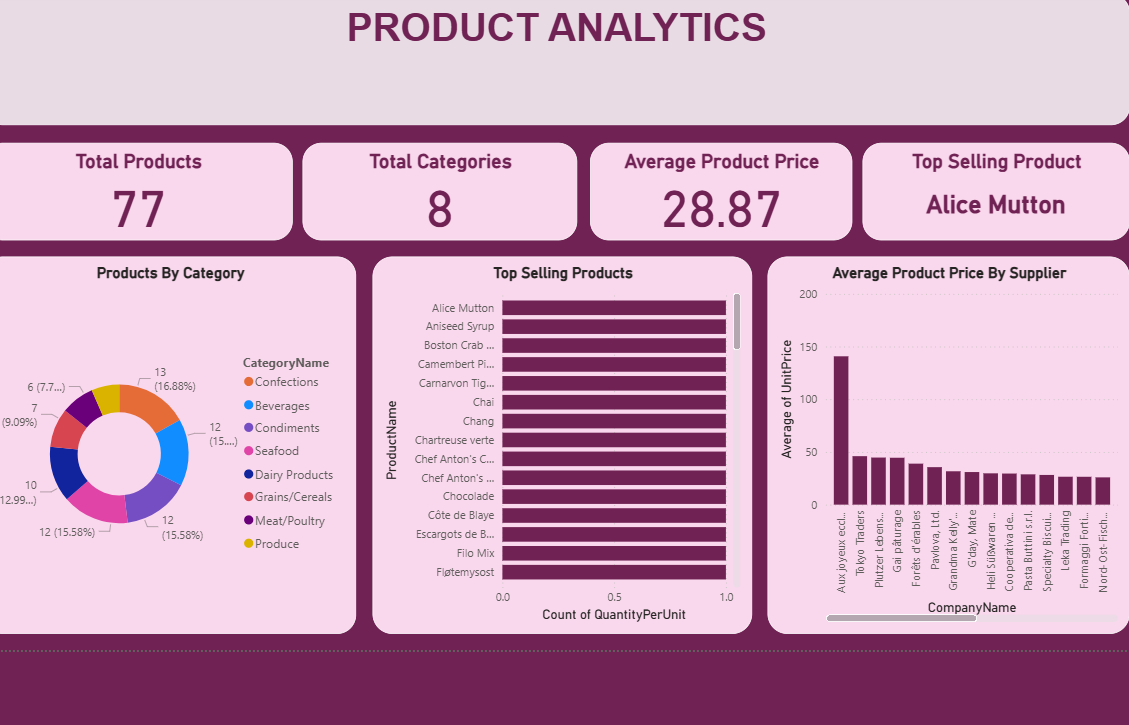 PRODUCT ANALYTICS
Total Products
77
Total Categories
8
Average Product Price
28.87
Top Selling Product
Alice Mutton
Products By Category
13
(16.88%)
12
(15....)
12
(15.58%)
12 (15.58%)
10
12.99...)
7
(9.09%)
6 (7.7...)
CategoryName
Confections
Beverages
Condiments
Seafood
Dairy Products
Grains/Cereals
Meat/Poultry
Produce
Top Selling Products
ProductName
Alice Mutton
Aniseed Syrup
Boston Crab ...
Camembert Pi...
Carnarvon Tig...
Chai
Chang
Chartreuse verte
Chef Anton's C...
Chef Anton's ...
Chocolade
Côte de Blaye
Escargots de B...
Filo Mix
Fløtemysost
0.0
0.5
1.0
Count of QuantityPerUnit
Average Product Price By Supplier
Average of UnitPrice
200
150
100
50
0
Aux joyeux eccl...
Tokyo Traders
Plutzer Lebens...
Gai pâturage
Forêts d'érables
Pavlova, Ltd.
Grandma Kelly'...
G'day, Mate
Heli Süßwaren ...
Cooperativa de...
Pasta Buttini s.r.l.
Specialty Biscui...
Leka Trading
Formaggi Forti...
Nord-Ost-Fisch...
CompanyName